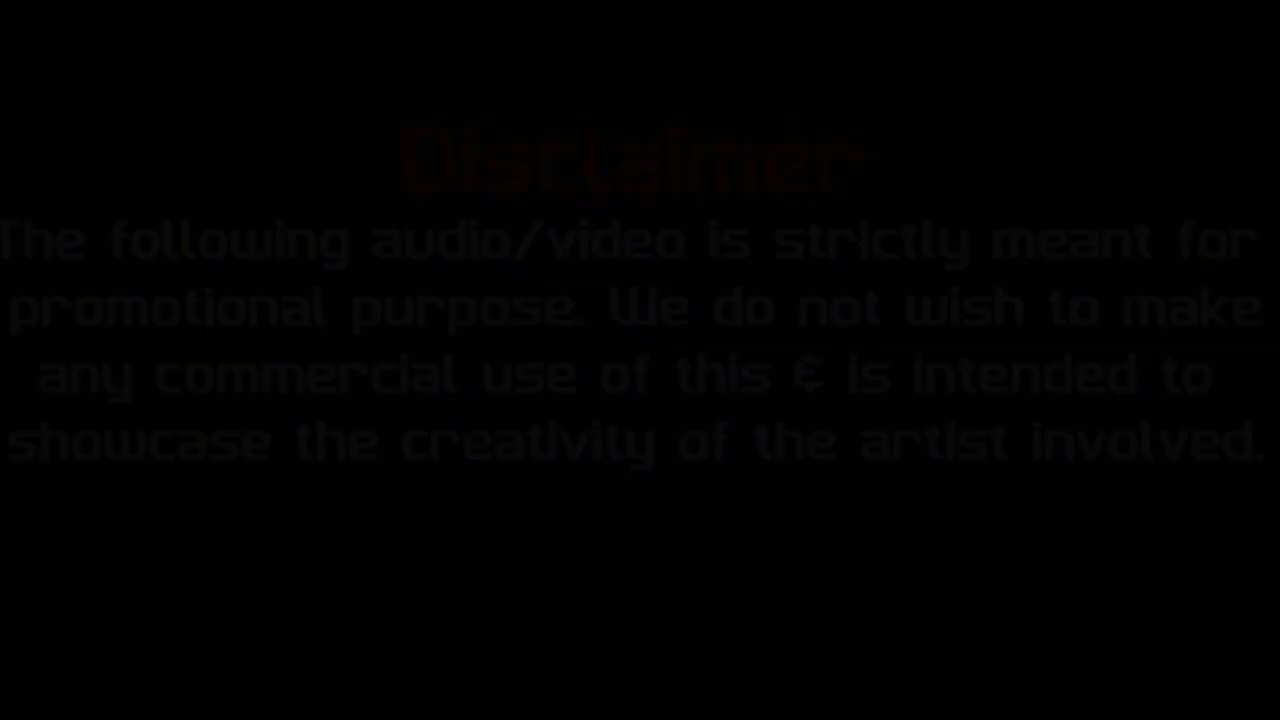 Disclaimer
The following audio/video is strictly meant for
promotional purpose. We do not wish to make
any commercial use of this & is intended to
showcase the creativity of the artist involved.